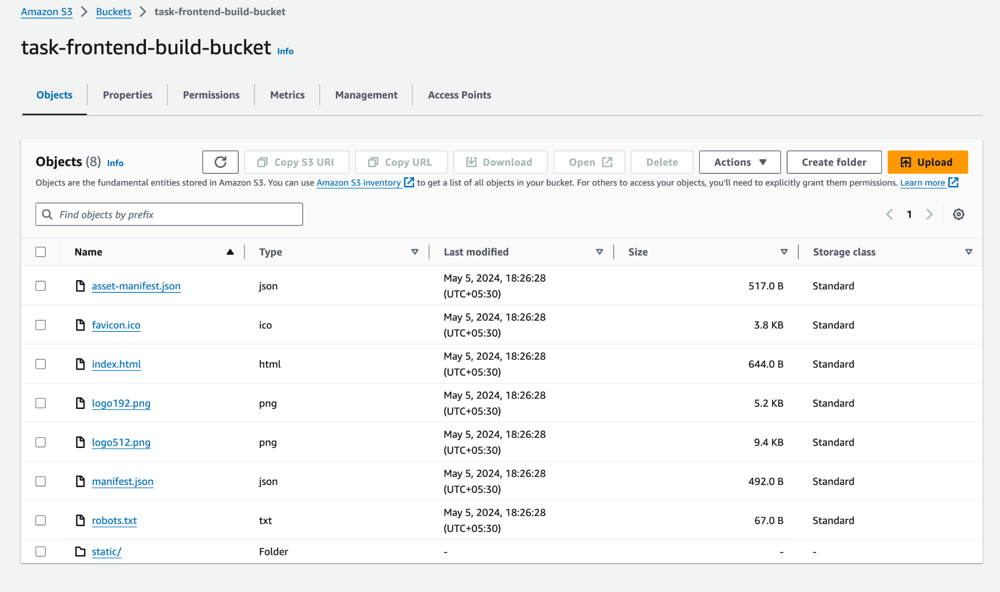 Amazon S3 > Buckets > task-frontend-build-bucket
task-frontend-build-bucket Info
Objects Properties Permissions Metrics Management Access Points
Objects (8) Info Copy S3 URI Copy URL Download Open Delete Actions Create folder Upload
Objects are the fundamental entities stored in Amazon S3. You can use Amazon S3 inventory to get a list of all objects in your bucket. For others to access your objects, you'll need to explicitly grant them permissions. Learn more
Find objects by prefix 1
Name Type Last modified Size Storage class
asset-manifest.json json May 5, 2024, 18:26:28 (UTC+05:30) 517.0 B Standard
favicon.ico ico May 5, 2024, 18:26:28 (UTC+05:30) 3.8 KB Standard
index.html html May 5, 2024, 18:26:28 (UTC+05:30) 644.0 B Standard
logo192.png png May 5, 2024, 18:26:28 (UTC+05:30) 5.2 KB Standard
logo512.png png May 5, 2024, 18:26:28 (UTC+05:30) 9.4 KB Standard
manifest.json json May 5, 2024, 18:26:28 (UTC+05:30) 492.0 B Standard
robots.txt txt May 5, 2024, 18:26:28 (UTC+05:30) 67.0 B Standard
static/ Folder - - -